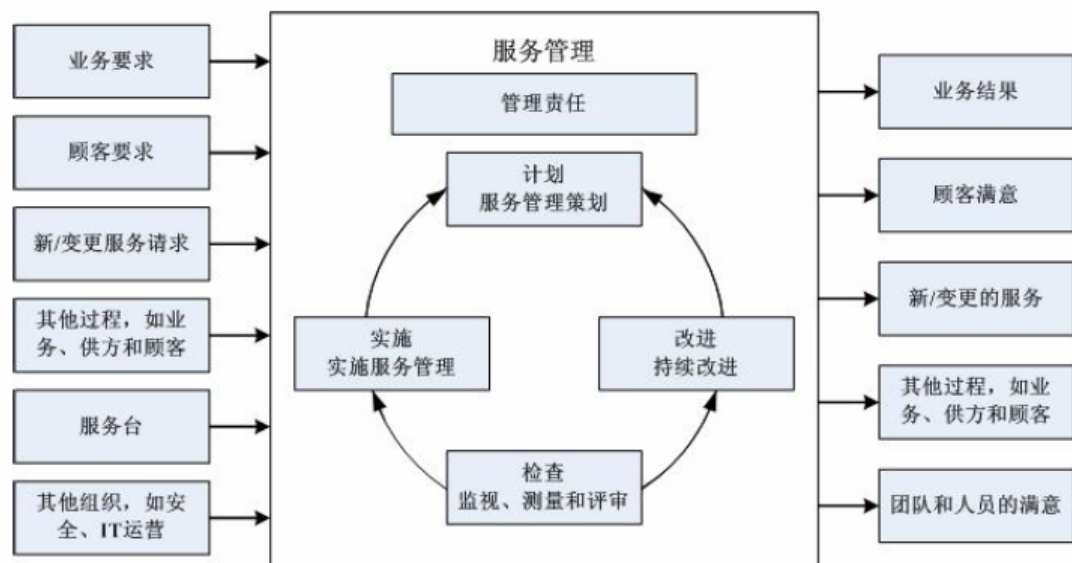 业务要求
顾客要求
新/变更服务请求
其他过程，如业
务、供方和顾客
服务台
其他组织，如安
全、IT运营
服务管理
管理责任
计划
服务管理策划
实施
实施服务管理
改进
持续改进
检查
监视、测量和评审
业务结果
顾客满意
新/变更的服务
其他过程，如业
务、供方和顾客
团队和人员的满意